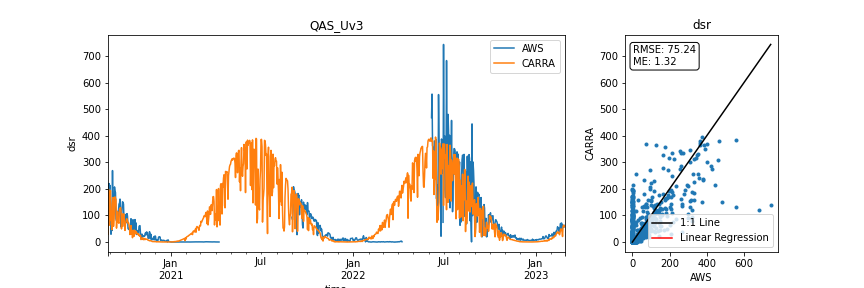 QAS_Uv3
dsr
700
600
500
400
300
200
100
0
Jan
2021
Jul
Jan
2022
Jul
Jan
2023
AWS
CARRA
dsr
RMSE: 75.24
ME: 1.32
CARRA
700
600
500
400
300
200
100
0
0
200
400
600
AWS
1:1 Line
Linear Regression